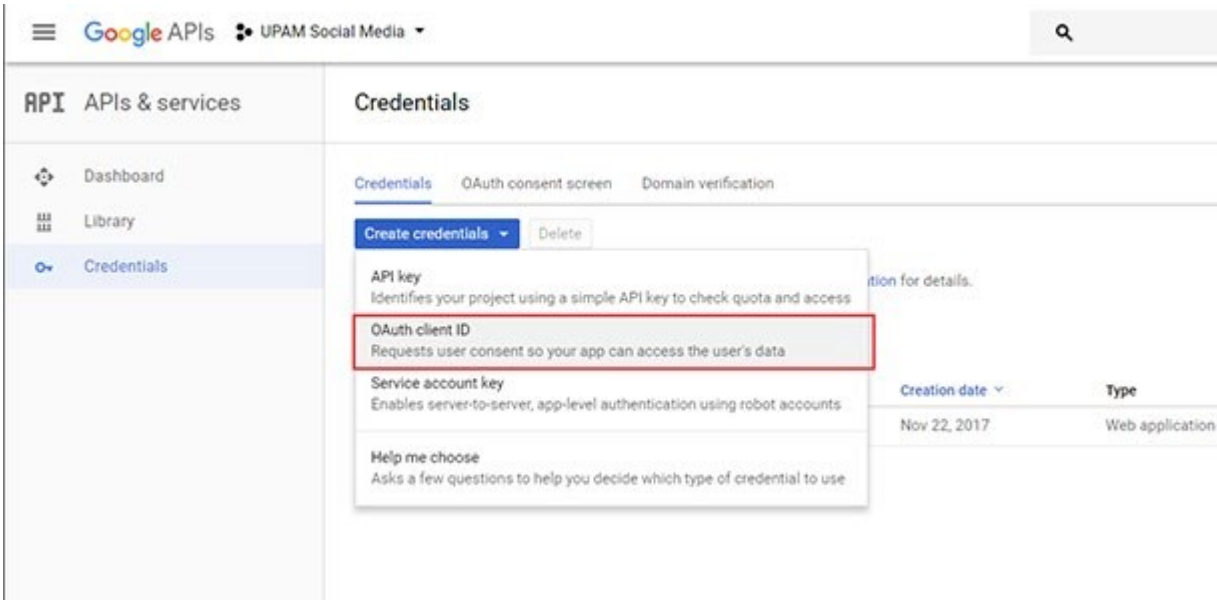 Google APIs UPAM Social Media
API APIs & services
Credentials
Dashboard
Library
Credentials
Credentials OAuth consent screen Domain verification
Create credentials Delete
API key
Identifies your project using a simple API key to check quota and access
for details.
OAuth client ID
Requests user consent so your app can access the user's data
Service account key
Enables server-to-server, app-level authentication using robot accounts
Creation date Type
Nov 22, 2017 Web application
Help me choose
Asks a few questions to help you decide which type of credential to use